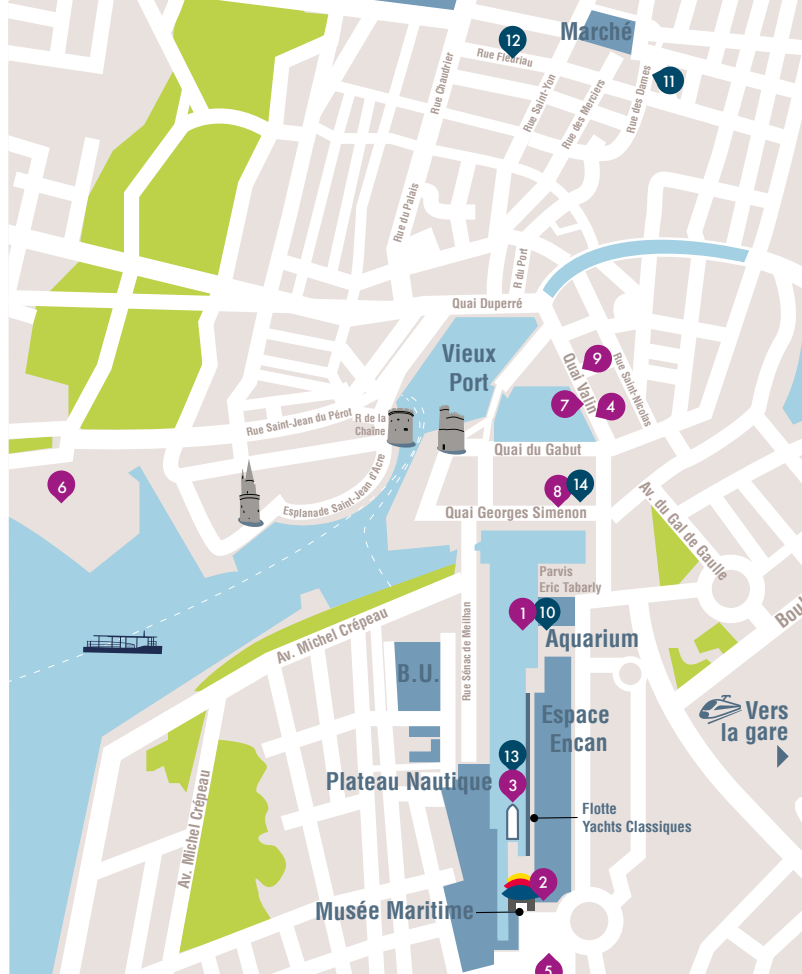 12
Marché
Rue Fleuriau
11
Rue Chaudrier
Rue Saint-Yon
Rue des Merciers
Rue des Dames
Rue du Palais
R du Port
Quai Duperré
Vieux
Port
9
Quai Valin
Rue Saint-Nicolas
7
4
Rue Saint-Jean du Pérot
R de la
Chaîne
Quai du Gabut
6
8
14
Esplanade Saint-Jean d'Acre
Quai Georges Simenon
Av. du Gal de Gaulle
Parvis
Eric Tabarly
1
10
Aquarium
Boul
Av. Michel Crépeau
Rue Sénac de Meilhan
B.U.
Espace
Encan
Vers
la gare
13
Plateau Nautique
3
Flotte
Yachts Classiques
Av. Michel Crépeau
2
Musée Maritime
5